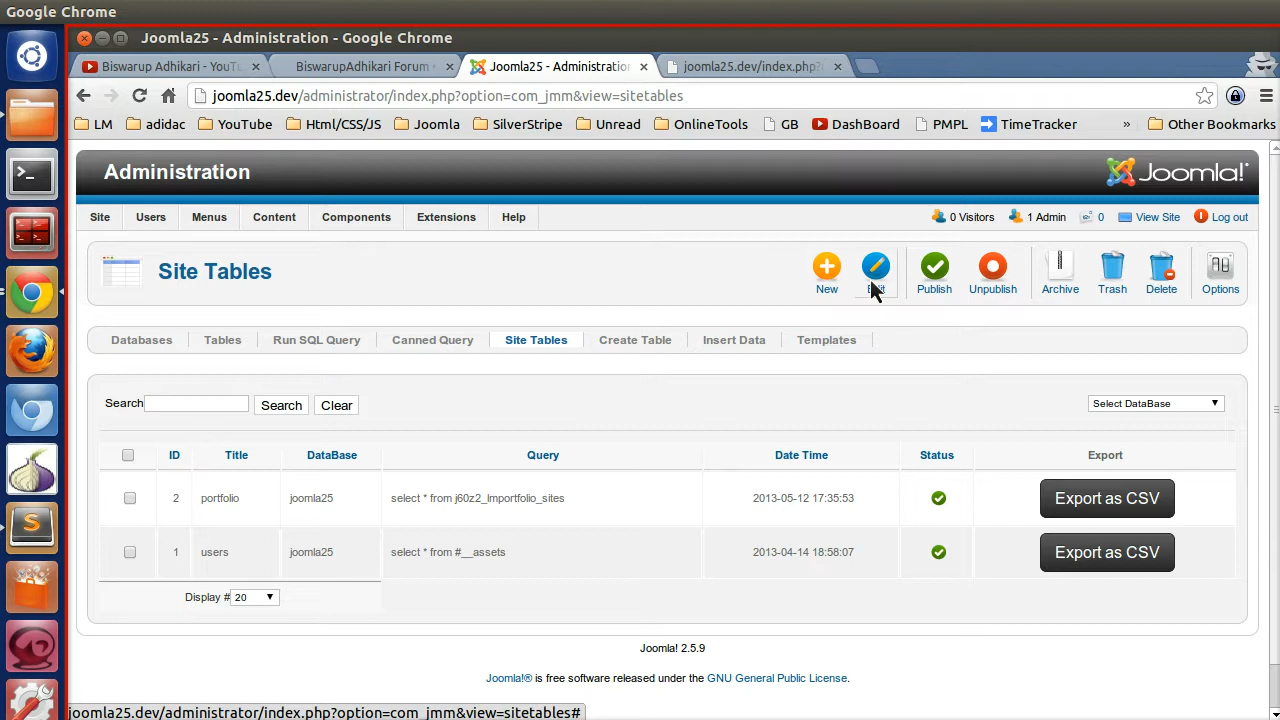 Google Chrome
Joomla25 - Administration - Google Chrome
Biswarup Adhikari - YouT
BiswarupAdhikari Forum
Joomla25 - Administration
joomla25.dev/index.php?
joomla25.dev/administrator/index.php?option=com_jmm&view=sitetables
LM adidac YouTube Html/CSS/JS Joomla SilverStripe Unread OnlineTools GB DashBoard PMPL TimeTracker » Other Bookmarks
Administration
Joomla!
Site Users Menus Content Components Extensions Help
0 Visitors 1 Admin 0 View Site Log out
Site Tables
New Edit Publish Unpublish Archive Trash Delete Options
Databases Tables Run SQL Query Canned Query Site Tables Create Table Insert Data Templates
Search Search Clear Select DataBase
ID Title DataBase Query Date Time Status Export
2 portfolio joomla25 select * from j60z2_lmportfolio_sites 2013-05-12 17:35:53 Export as CSV
1 users joomla25 select * from #__assets 2013-04-14 18:58:07 Export as CSV
Display # 20
Joomla! 2.5.9
Joomla!® is free software released under the GNU General Public License.
joomla25.dev/administrator/index.php?option=com_jmm&view=sitetables#